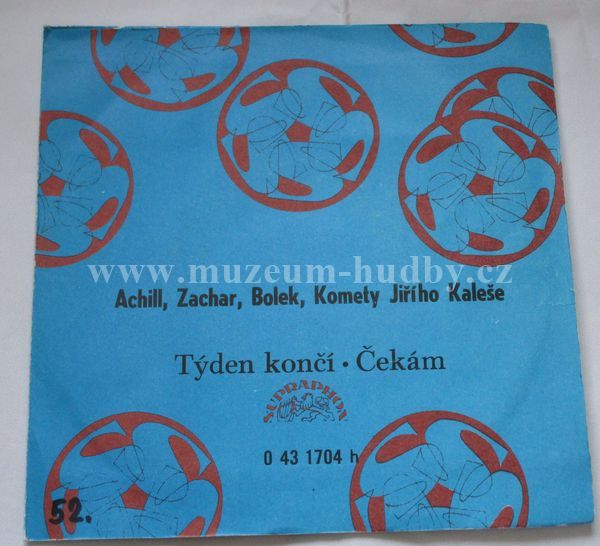 www.muzeum-hudby.cz
Achill, Zachar, Bolek, Komety Jiřího Kaleše
Týden končí • Čekám
SUPRAPHON
0 43 1704 h
52.